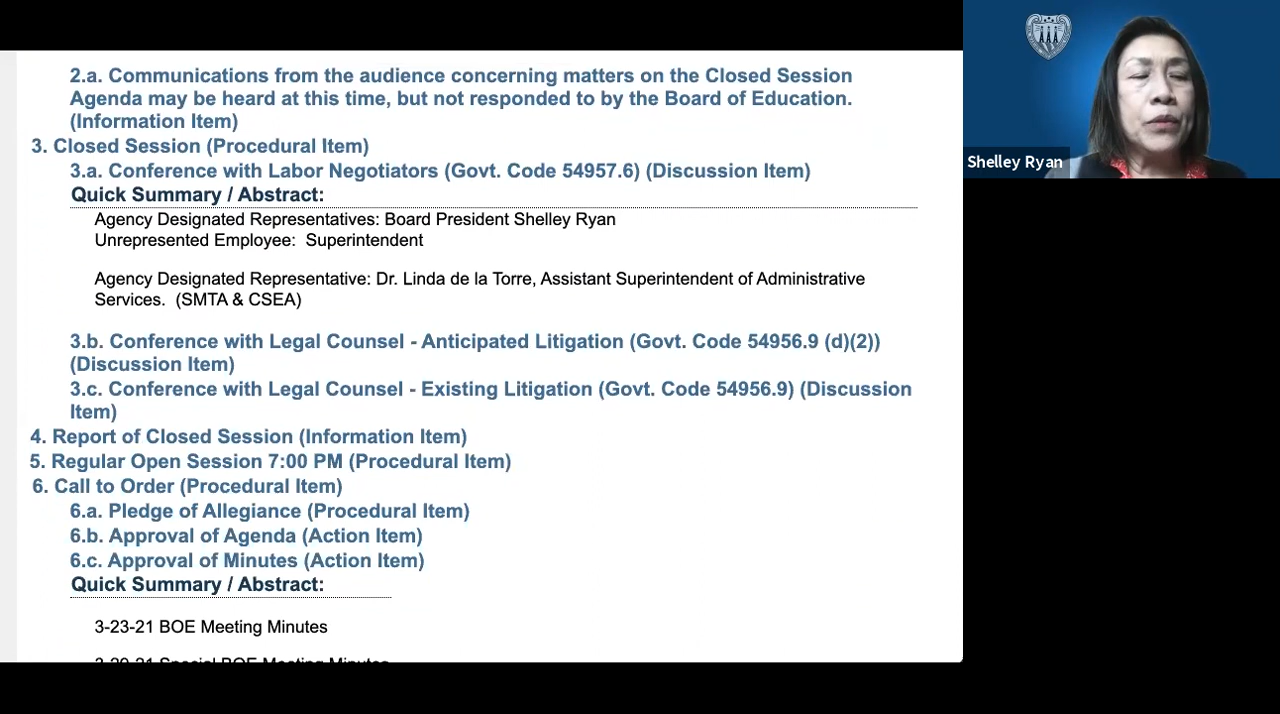 2.a. Communications from the audience concerning matters on the Closed Session
Agenda may be heard at this time, but not responded to by the Board of Education.
(Information Item)
3. Closed Session (Procedural Item)
3.a. Conference with Labor Negotiators (Govt. Code 54957.6) (Discussion Item)
Quick Summary / Abstract:
Agency Designated Representatives: Board President Shelley Ryan
Unrepresented Employee:  Superintendent
Agency Designated Representative: Dr. Linda de la Torre, Assistant Superintendent of Administrative
Services.  (SMTA & CSEA)
3.b. Conference with Legal Counsel - Anticipated Litigation (Govt. Code 54956.9 (d)(2))
(Discussion Item)
3.c. Conference with Legal Counsel - Existing Litigation (Govt. Code 54956.9) (Discussion
Item)
4. Report of Closed Session (Information Item)
5. Regular Open Session 7:00 PM (Procedural Item)
6. Call to Order (Procedural Item)
6.a. Pledge of Allegiance (Procedural Item)
6.b. Approval of Agenda (Action Item)
6.c. Approval of Minutes (Action Item)
Quick Summary / Abstract:
3-23-21 BOE Meeting Minutes
Special BOE Meeting Minutes
Shelley Ryan